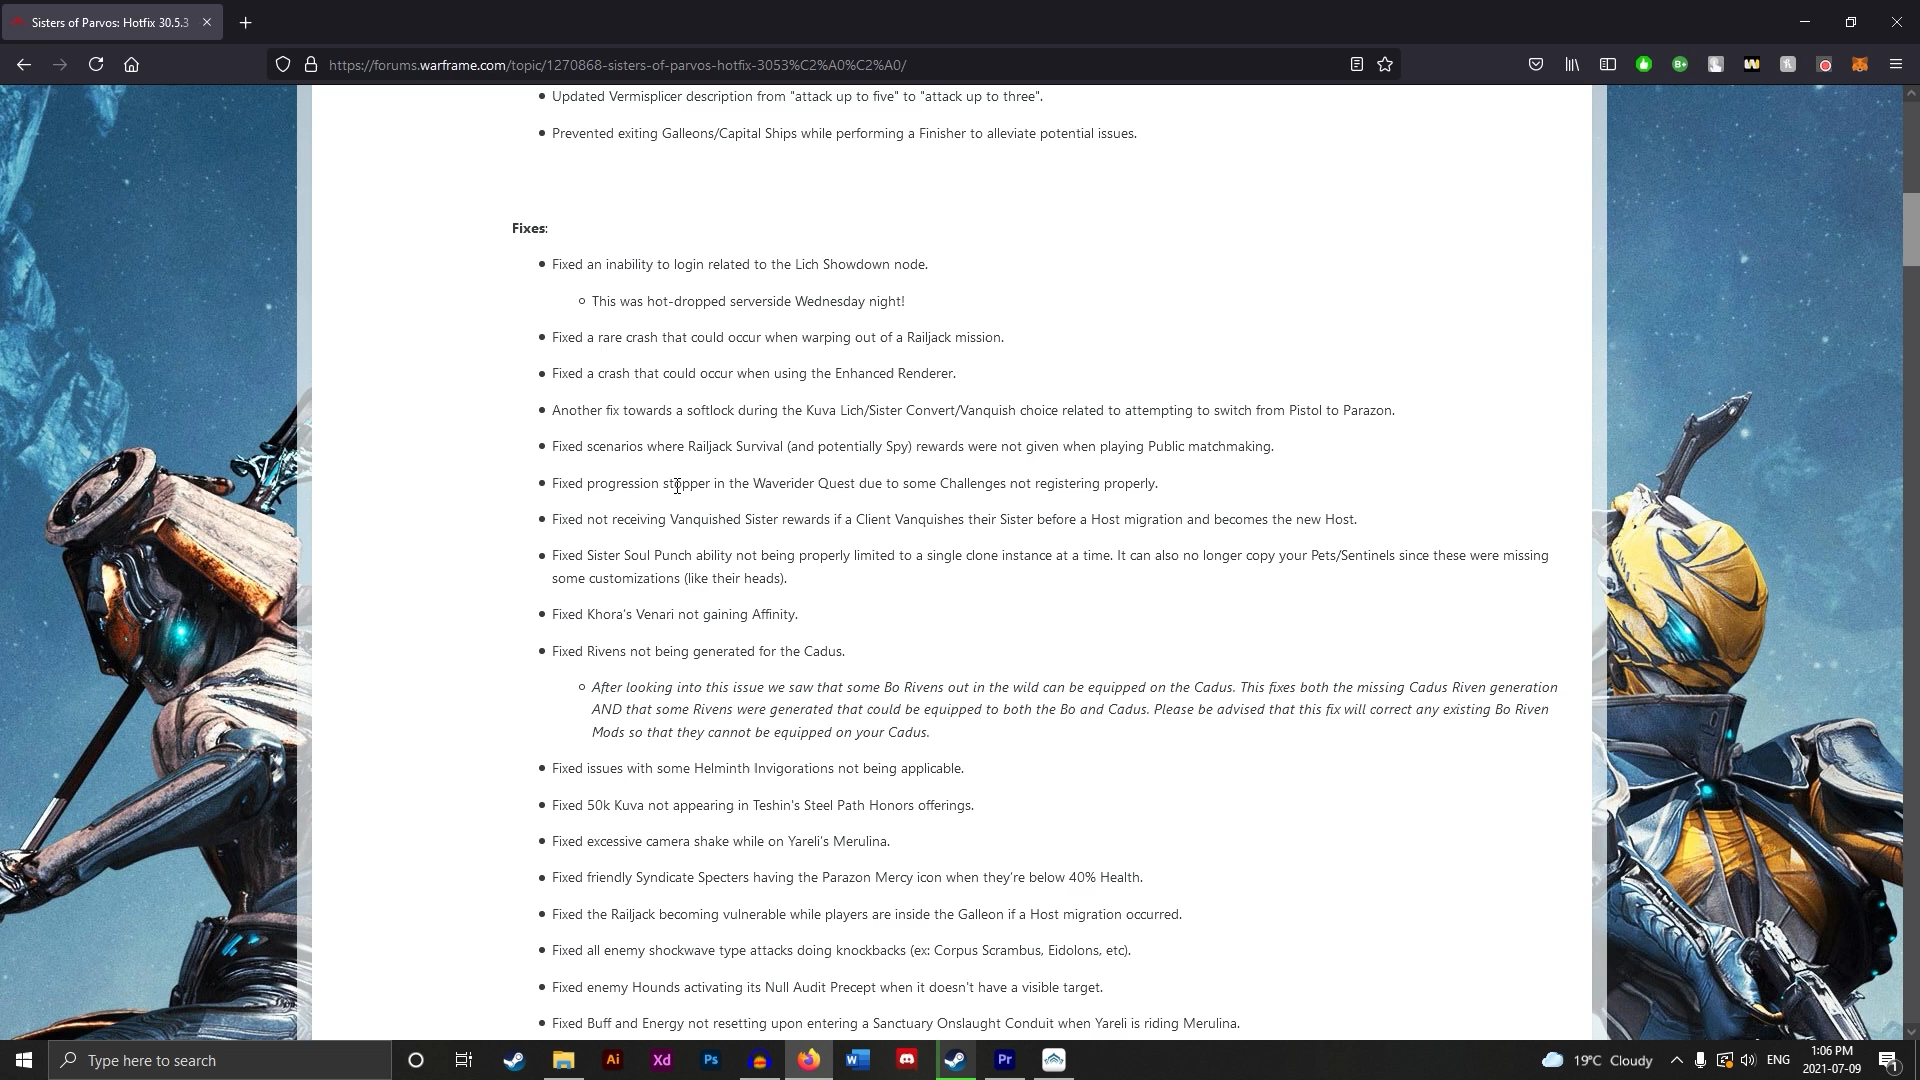 Sisters of Parvos: Hotfix 30.5.3
https://forums.warframe.com/topic/1270868-sisters-of-parvos-hotfix-3053%C2%A0%C2%A0/
Updated Vermisplicer description from "attack up to five" to "attack up to three".
Prevented exiting Galleons/Capital Ships while performing a Finisher to alleviate potential issues.
Fixes:
Fixed an inability to login related to the Lich Showdown node.
This was hot-dropped serverside Wednesday night!
Fixed a rare crash that could occur when warping out of a Railjack mission.
Fixed a crash that could occur when using the Enhanced Renderer.
Another fix towards a softlock during the Kuva Lich/Sister Convert/Vanquish choice related to attempting to switch from Pistol to Parazon.
Fixed scenarios where Railjack Survival (and potentially Spy) rewards were not given when playing Public matchmaking.
Fixed progression stopper in the Waverider Quest due to some Challenges not registering properly.
Fixed not receiving Vanquished Sister rewards if a Client Vanquishes their Sister before a Host migration and becomes the new Host.
Fixed Sister Soul Punch ability not being properly limited to a single clone instance at a time. It can also no longer copy your Pets/Sentinels since these were missing
some customizations (like their heads).
Fixed Khora's Venari not gaining Affinity.
Fixed Rivens not being generated for the Cadus.
After looking into this issue we saw that some Bo Rivens out in the wild can be equipped on the Cadus. This fixes both the missing Cadus Riven generation
AND that some Rivens were generated that could be equipped to both the Bo and Cadus. Please be advised that this fix will correct any existing Bo Riven
Mods so that they cannot be equipped on your Cadus.
Fixed issues with some Helminth Invigorations not being applicable.
Fixed 50k Kuva not appearing in Teshin's Steel Path Honors offerings.
Fixed excessive camera shake while on Yareli's Merulina.
Fixed friendly Syndicate Specters having the Parazon Mercy icon when they're below 40% Health.
Fixed the Railjack becoming vulnerable while players are inside the Galleon if a Host migration occurred.
Fixed all enemy shockwave type attacks doing knockbacks (ex: Corpus Scrambus, Eidolons, etc).
Fixed enemy Hounds activating its Null Audit Precept when it doesn't have a visible target.
Fixed Buff and Energy not resetting upon entering a Sanctuary Onslaught Conduit when Yareli is riding Merulina.
Type here to search
Ai
Xd
Ps
W
Pr
19°C Cloudy
ENG
1:06 PM
2021-07-09
1